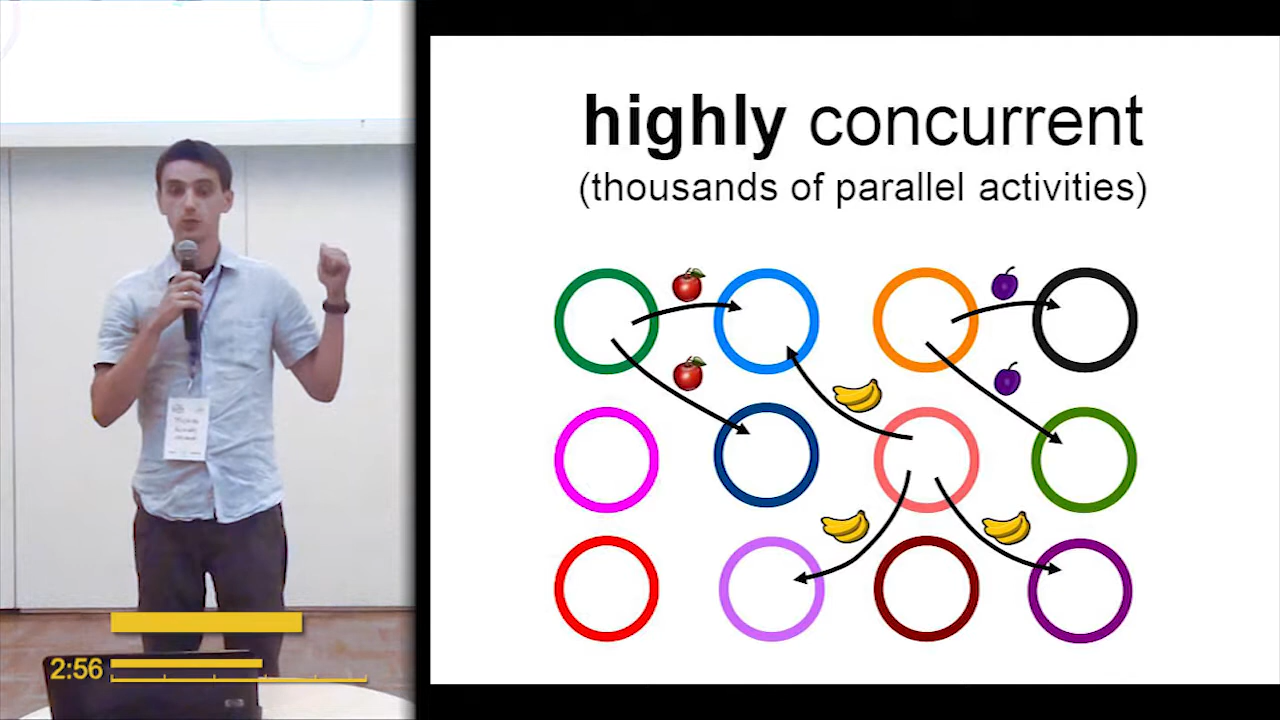 highly concurrent
(thousands of parallel activities)
2:56